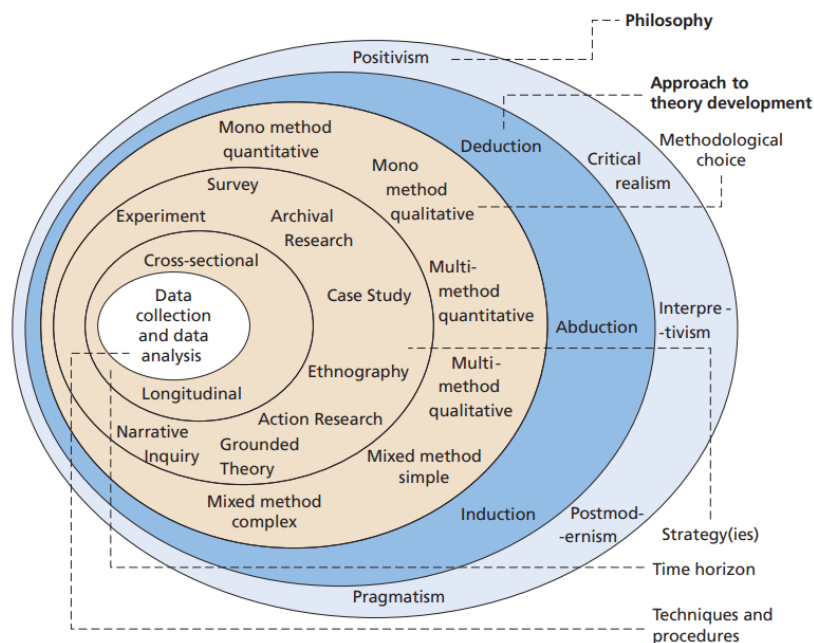 Philosophy
Positivism
Approach to
theory development
Mono method
quantitative
Deduction
Methodological
choice
Critical
realism
Mono
method
qualitative
Survey
Experiment
Archival
Research
Cross-sectional
Multi-
method
quantitative
Data
collection
and data
analysis
Case Study
Interpre -
-tivism
Abduction
Ethnography
Multi-
method
qualitative
Longitudinal
Action Research
Narrative
Inquiry
Grounded
Theory
Mixed method
simple
Mixed method
complex
Induction
Postmod-
-ernism
Strategy(ies)
Time horizon
Pragmatism
Techniques and
procedures